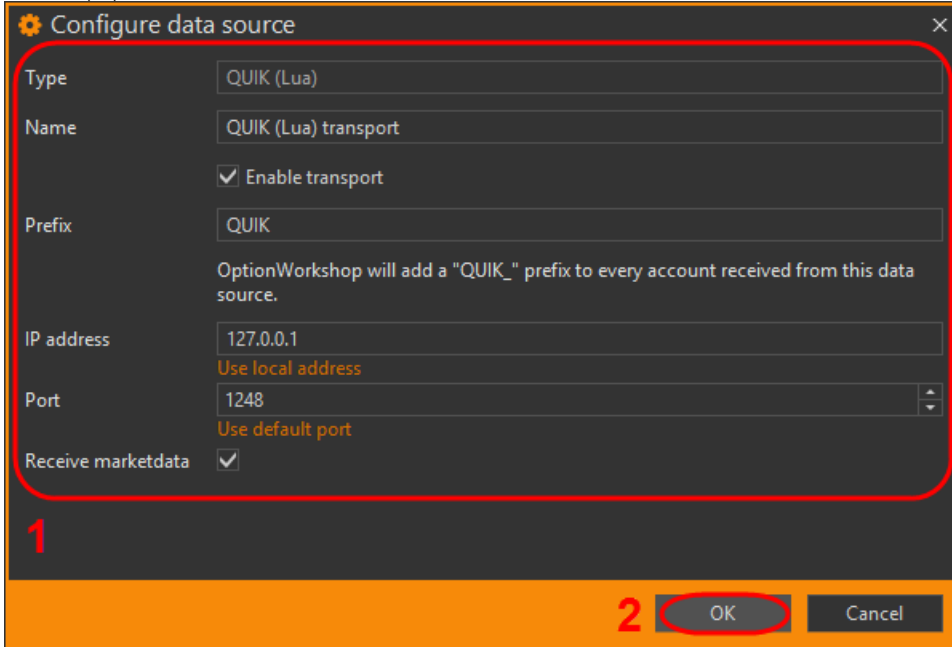 Configure data source
Type QUIK (Lua)
Name QUIK (Lua) transport
Enable transport
Prefix QUIK
OptionWorkshop will add a "QUIK_" prefix to every account received from this data
source.
IP address 127.0.0.1
Use local address
Port 1248
Use default port
Receive marketdata
1
2 OK Cancel